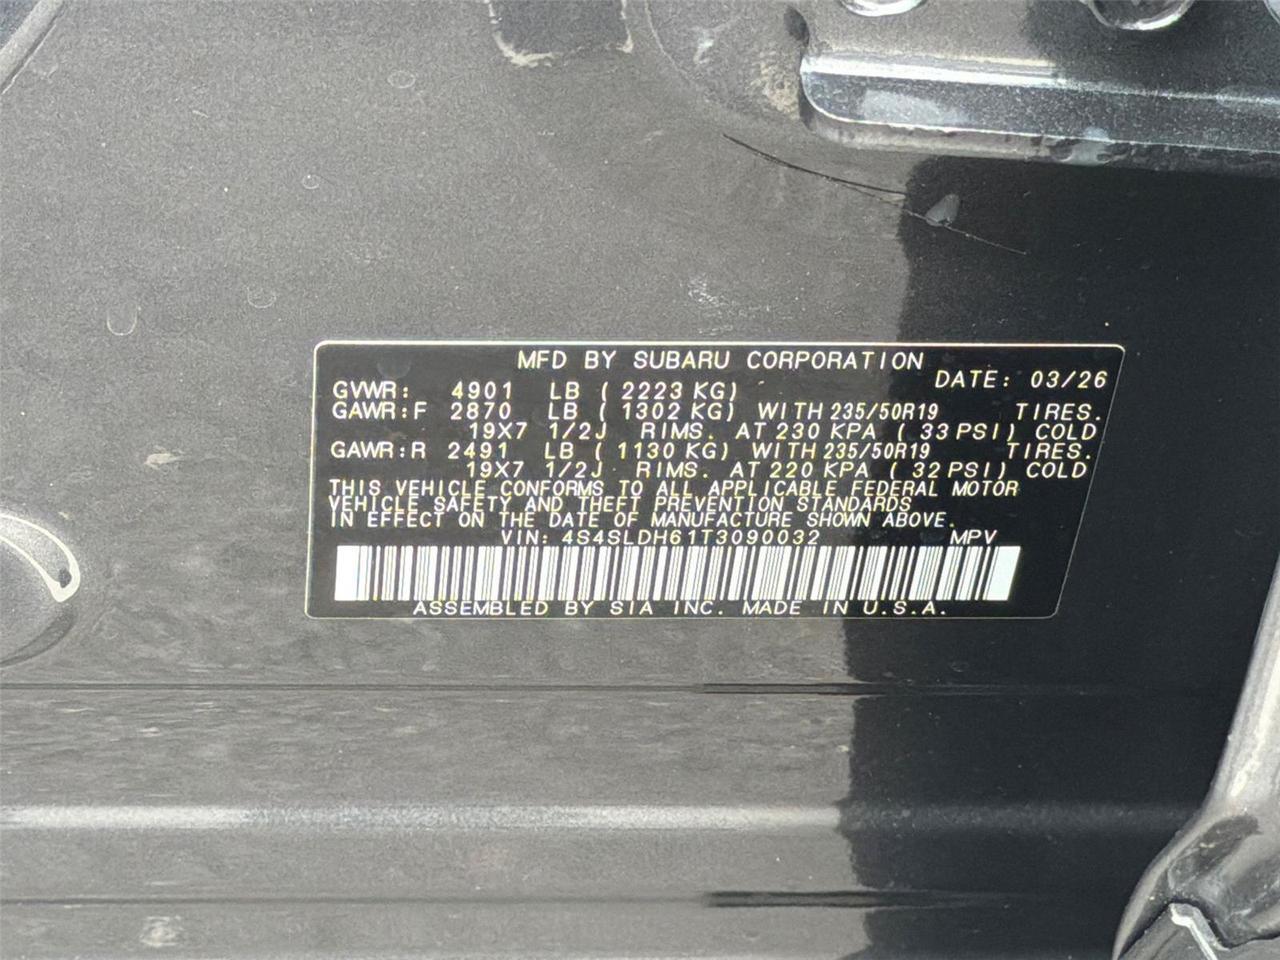 MFD BY SUBARU CORPORATION
DATE: 03/26
GVWR: 4901 LB ( 2223 KG)
GAWR:F 2870 LB ( 1302 KG) WITH 235/50R19 TIRES.
19X7 1/2J RIMS. AT 230 KPA ( 33 PSI) COLD
GAWR:R 2491 LB ( 1130 KG) WITH 235/50R19 TIRES.
19X7 1/2J RIMS. AT 220 KPA ( 32 PSI) COLD
THIS VEHICLE CONFORMS TO ALL APPLICABLE FEDERAL MOTOR
VEHICLE SAFETY AND THEFT PREVENTION STANDARDS
IN EFFECT ON THE DATE OF MANUFACTURE SHOWN ABOVE.
VIN: 4S4SLDH61T3090032 MPV
ASSEMBLED BY SIA INC. MADE IN U.S.A.